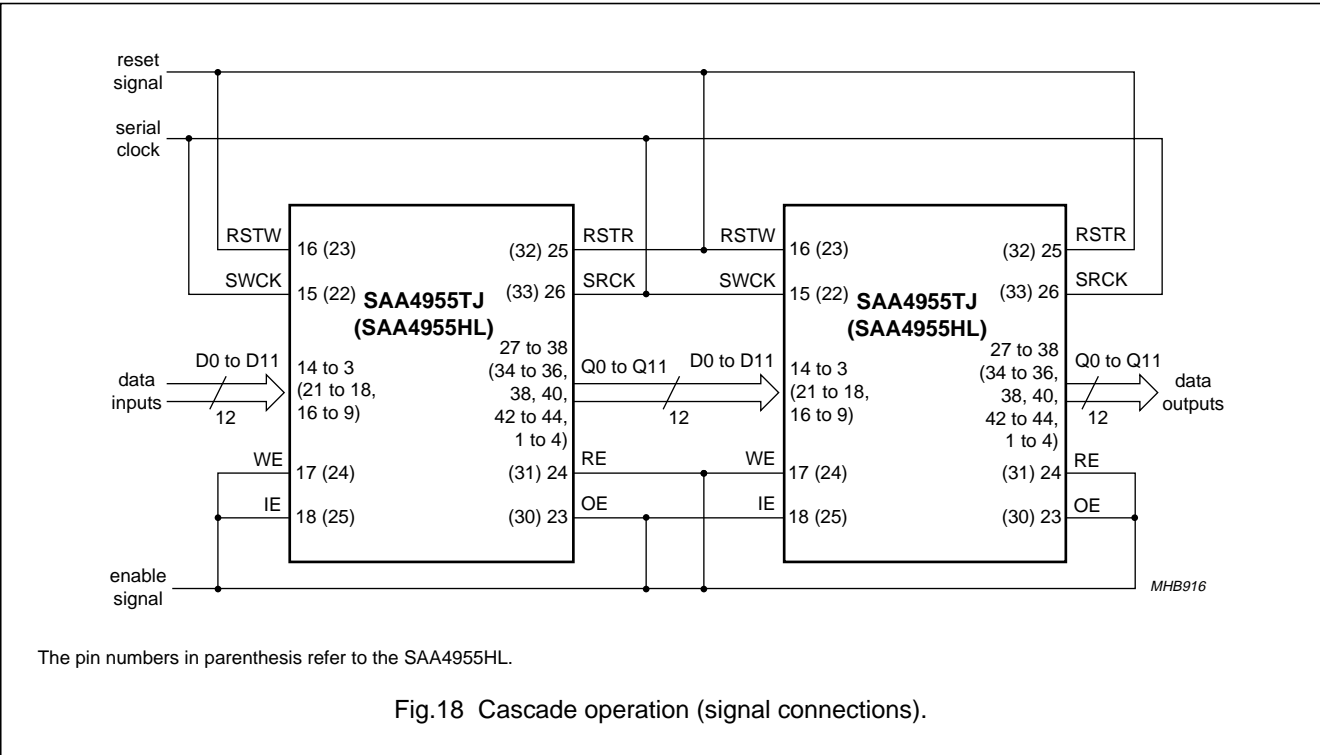 reset
signal
serial
clock
RSTW
16 (23)
(32) 25
RSTR
RSTW
16 (23)
(32) 25
RSTR
SWCK
15 (22)
(33) 26
SRCK
SWCK
15 (22)
(33) 26
SRCK
SAA4955TJ
(SAA4955HL)
SAA4955TJ
(SAA4955HL)
data
inputs
D0 to D11
12
14 to 3
(21 to 18,
16 to 9)
27 to 38
(34 to 36,
38, 40,
42 to 44,
1 to 4)
Q0 to Q11
D0 to D11
12
14 to 3
(21 to 18,
16 to 9)
27 to 38
(34 to 36,
38, 40,
42 to 44,
1 to 4)
Q0 to Q11
12
data
outputs
WE
17 (24)
(31) 24
RE
WE
17 (24)
(31) 24
RE
IE
18 (25)
(30) 23
OE
IE
18 (25)
(30) 23
OE
enable
signal
MHB916
The pin numbers in parenthesis refer to the SAA4955HL.
Fig.18 Cascade operation (signal connections).